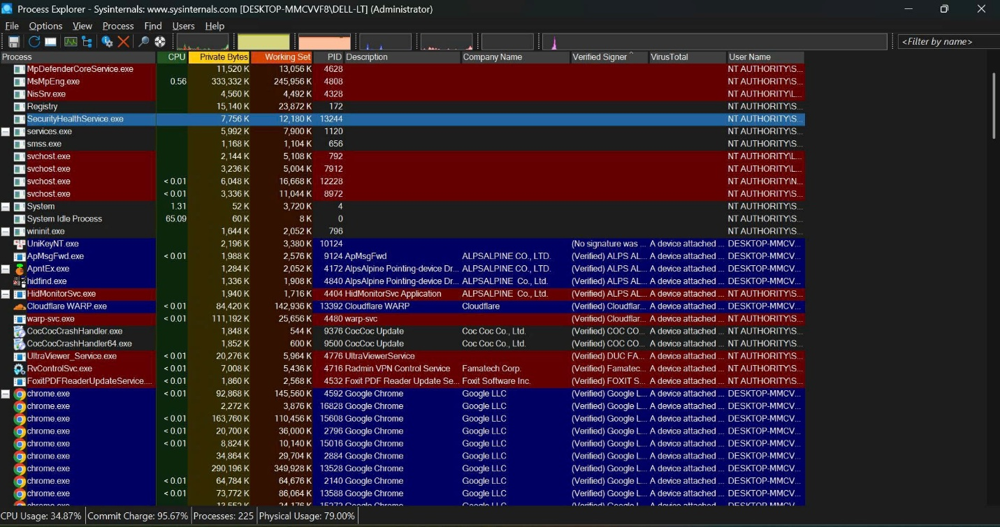 Process Explorer - Sysinternals: www.sysinternals.com [DESKTOP-MMCVVF8\DELL-LT] (Administrator)
File Options View Process Find Users Help
<Filter by name>
Process CPU Private Bytes Working Set PID Description Company Name Verified Signer VirusTotal User Name
MpDefenderCoreService.exe 11,520 K 13,056 K 4628 NT AUTHORITY\S...
MsMpEng.exe 0.56 333,332 K 245,956 K 4808 NT AUTHORITY\S...
NisSrv.exe 4,560 K 4,492 K 4328 NT AUTHORITY\L...
Registry 15,140 K 23,872 K 172 NT AUTHORITY\S...
SecurityHealthService.exe 7,756 K 12,180 K 13244 NT AUTHORITY\S...
services.exe 5,992 K 7,900 K 1120 NT AUTHORITY\S...
smss.exe 1,168 K 1,104 K 656 NT AUTHORITY\S...
svchost.exe 2,144 K 5,108 K 792 NT AUTHORITY\L...
svchost.exe 3,236 K 5,004 K 7912 NT AUTHORITY\L...
svchost.exe < 0.01 6,048 K 16,668 K 12228 NT AUTHORITY\N...
svchost.exe < 0.01 3,336 K 11,044 K 8972 NT AUTHORITY\S...
System 1.31 52 K 3,720 K 4 NT AUTHORITY\S...
System Idle Process 65.09 60 K 8 K 0 NT AUTHORITY\S...
wininit.exe 1,644 K 2,052 K 796 NT AUTHORITY\S...
UniKeyNT.exe 2,196 K 3,380 K 10124 (No signature was ... A device attached ... DESKTOP-MMCV...
ApMsgFwd.exe < 0.01 1,988 K 2,576 K 9124 ApMsgFwd ALPSALPINE CO., LTD. (Verified) ALPS AL... A device attached ... DESKTOP-MMCV...
ApntEx.exe 1,284 K 2,052 K 4172 AlpsAlpine Pointing-device Dr... ALPSALPINE CO., LTD. (Verified) ALPS AL... A device attached ... DESKTOP-MMCV...
hidfind.exe 1,336 K 1,908 K 4840 AlpsAlpine Pointing-device Dr... ALPSALPINE Co., Ltd. (Verified) ALPS AL... A device attached ... DESKTOP-MMCV...
HidMonitorSvc.exe 1,940 K 1,716 K 4404 HidMonitorSvc Application ALPSALPINE Co., Ltd. (Verified) ALPS AL... A device attached ... NT AUTHORITY\S...
Cloudflare WARP.exe < 0.01 84,420 K 142,936 K 13392 Cloudflare WARP Cloudflare (Verified) Cloudflar... A device attached ... DESKTOP-MMCV...
warp-svc.exe < 0.01 111,192 K 25,656 K 4480 warp-svc (Verified) Cloudflar... A device attached ... NT AUTHORITY\S...
CocCocCrashHandler.exe 1,848 K 544 K 9376 CocCoc Update Coc Coc Co., Ltd. (Verified) COC CO... A device attached ... NT AUTHORITY\S...
CocCocCrashHandler64.exe 1,852 K 600 K 9500 CocCoc Update Coc Coc Co., Ltd. (Verified) COC CO... A device attached ... NT AUTHORITY\S...
UltraViewer_Service.exe < 0.01 20,276 K 5,964 K 4776 UltraViewerService (Verified) DUC FA... A device attached ... NT AUTHORITY\S...
RvControlSvc.exe < 0.01 7,008 K 5,436 K 4716 Radmin VPN Control Service Famatech Corp. (Verified) Famatec... A device attached ... NT AUTHORITY\S...
FoxitPDFReaderUpdateService.... < 0.01 1,860 K 2,568 K 4532 Foxit PDF Reader Update Se... Foxit Software Inc. (Verified) FOXIT S... A device attached ... NT AUTHORITY\S...
chrome.exe < 0.01 92,868 K 145,560 K 4592 Google Chrome Google LLC (Verified) Google L... A device attached ... DESKTOP-MMCV...
chrome.exe 2,272 K 3,876 K 16828 Google Chrome Google LLC (Verified) Google L... A device attached ... DESKTOP-MMCV...
chrome.exe < 0.01 163,760 K 110,456 K 15608 Google Chrome Google LLC (Verified) Google L... A device attached ... DESKTOP-MMCV...
chrome.exe < 0.01 20,700 K 36,000 K 2796 Google Chrome Google LLC (Verified) Google L... A device attached ... DESKTOP-MMCV...
chrome.exe < 0.01 8,824 K 10,140 K 15016 Google Chrome Google LLC (Verified) Google L... A device attached ... DESKTOP-MMCV...
chrome.exe 34,864 K 29,704 K 2884 Google Chrome Google LLC (Verified) Google L... A device attached ... DESKTOP-MMCV...
chrome.exe 290,196 K 349,928 K 13528 Google Chrome Google LLC (Verified) Google L... A device attached ... DESKTOP-MMCV...
chrome.exe < 0.01 64,784 K 64,676 K 2140 Google Chrome Google LLC (Verified) Google L... A device attached ... DESKTOP-MMCV...
chrome.exe < 0.01 73,772 K 86,064 K 13588 Google Chrome Google LLC (Verified) Google L... A device attached ... DESKTOP-MMCV...
CPU Usage: 34.87% Commit Charge: 95.67% Processes: 225 Physical Usage: 79.00%